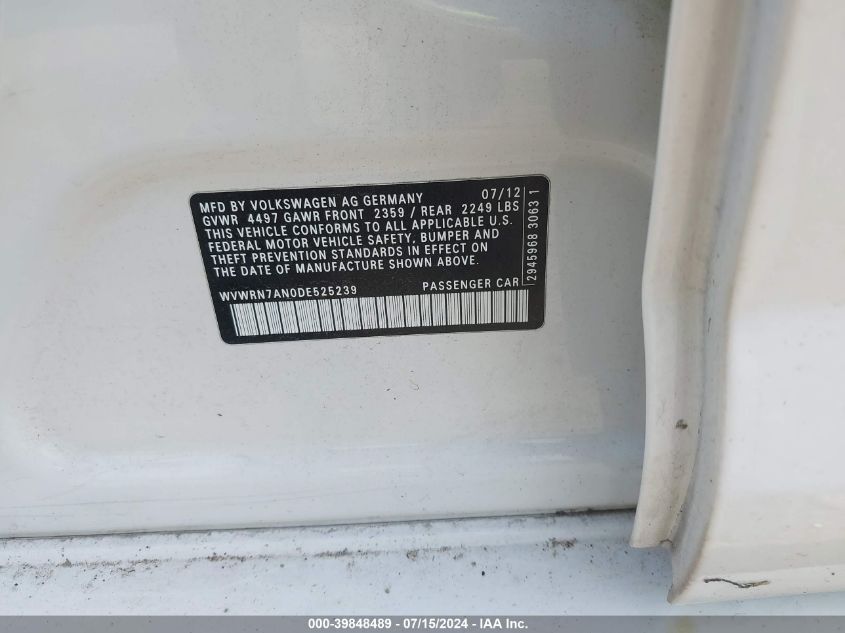 MFD BY VOLKSWAGEN AG GERMANY 07/12
GVWR 4497 GAWR FRONT 2359 / REAR 2249 LBS
THIS VEHICLE CONFORMS TO ALL APPLICABLE U.S.
FEDERAL MOTOR VEHICLE SAFETY, BUMPER AND
THEFT PREVENTION STANDARDS IN EFFECT ON
THE DATE OF MANUFACTURE SHOWN ABOVE.
WVWRN7AN0DE525239 PASSENGER CAR
2945968 3063 1
000-39848489 - 07/15/2024 - IAA Inc.